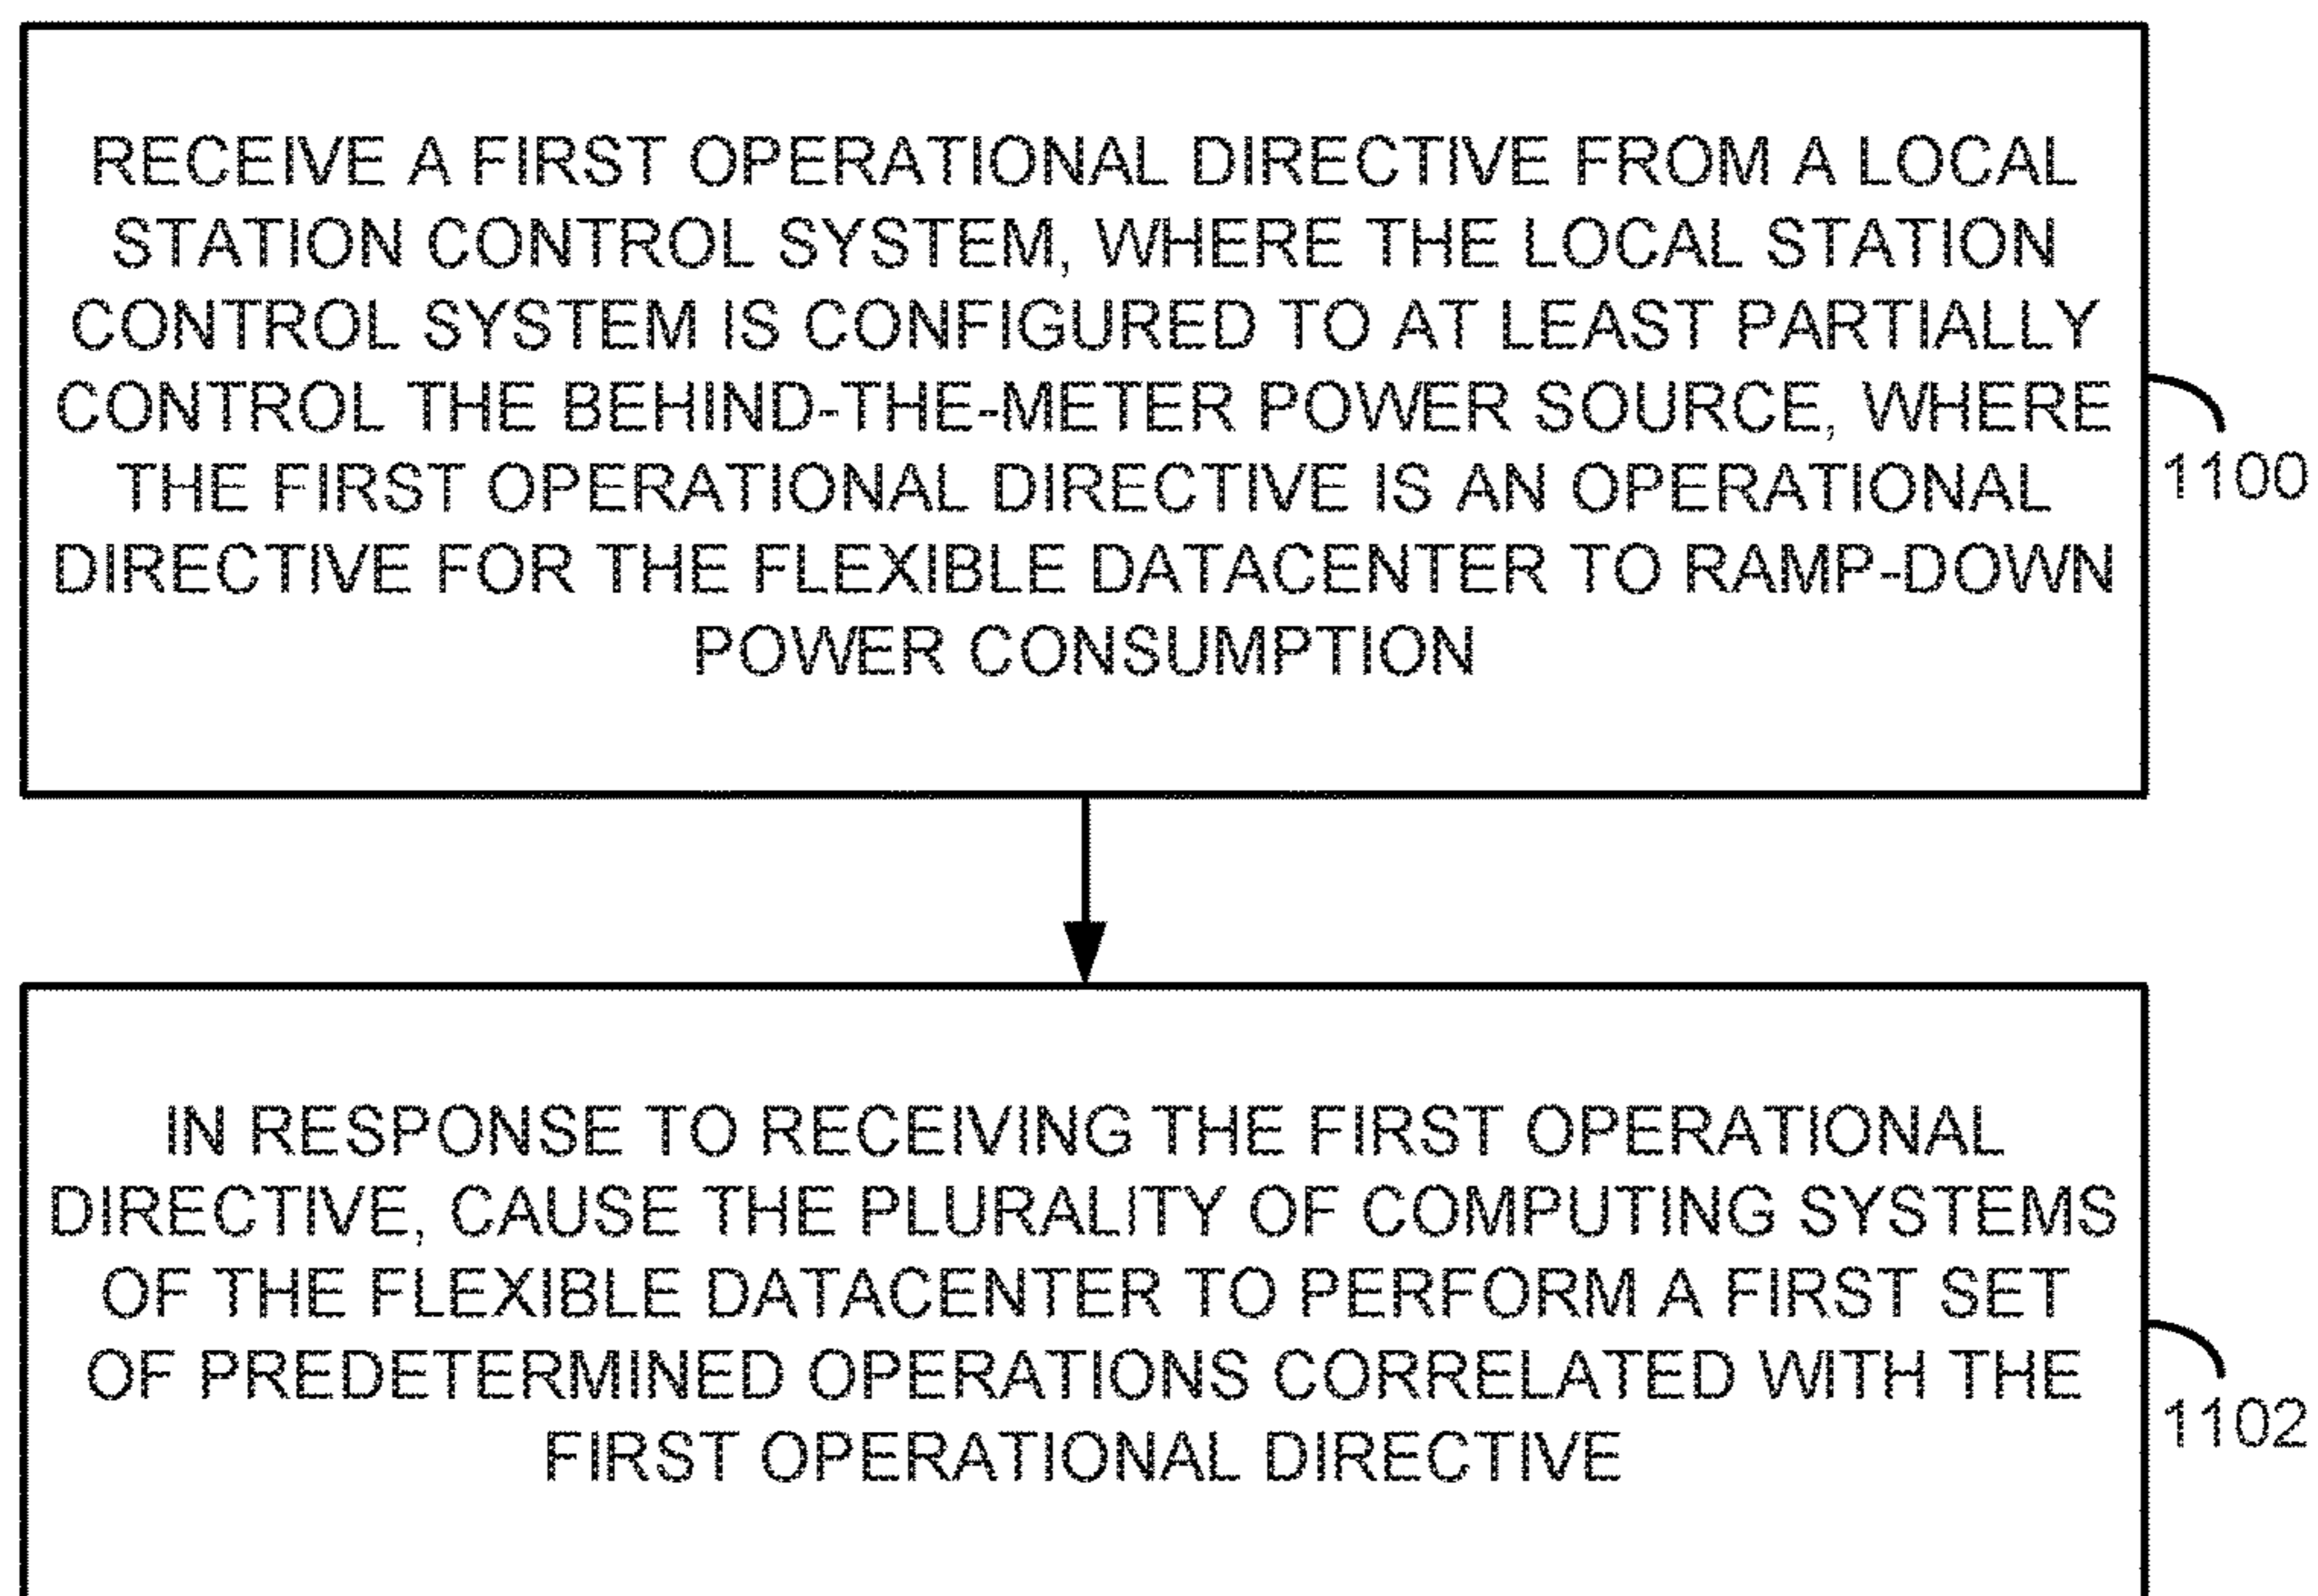 RECEIVE A FIRST OPERATIONAL DIRECTIVE FROM A LOCAL
STATION CONTROL SYSTEM, WHERE THE LOCAL STATION
CONTROL SYSTEM IS CONFIGURED TO AT LEAST PARTIALLY
CONTROL THE BEHIND-THE-METER POWER SOURCE, WHERE
THE FIRST OPERATIONAL DIRECTIVE IS AN OPERATIONAL
DIRECTIVE FOR THE FLEXIBLE DATACENTER TO RAMP-DOWN
POWER CONSUMPTION
1100
IN RESPONSE TO RECEIVING THE FIRST OPERATIONAL
DIRECTIVE, CAUSE THE PLURALITY OF COMPUTING SYSTEMS
OF THE FLEXIBLE DATACENTER TO PERFORM A FIRST SET
OF PREDETERMINED OPERATIONS CORRELATED WITH THE
FIRST OPERATIONAL DIRECTIVE
1102